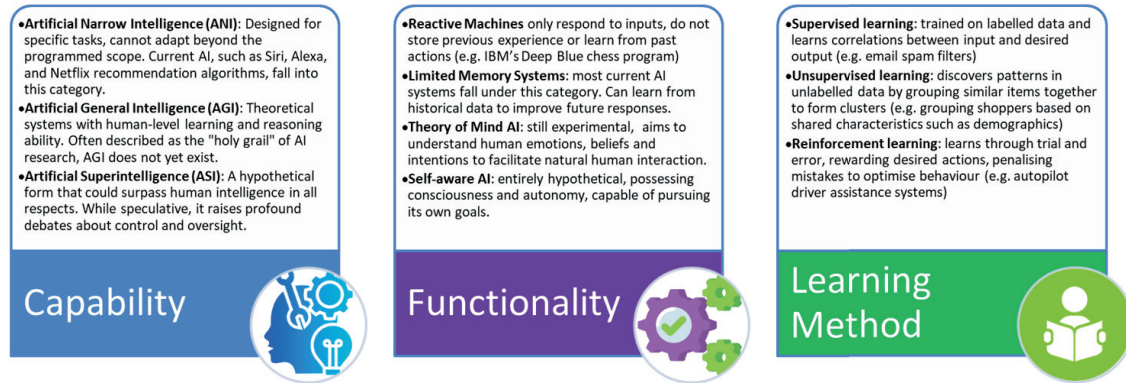 •Artificial Narrow Intelligence (ANI): Designed for
specific tasks, cannot adapt beyond the
programmed scope. Current AI, such as Siri, Alexa,
and Netflix recommendation algorithms, fall into
this category.
•Artificial General Intelligence (AGI): Theoretical
systems with human-level learning and reasoning
ability. Often described as the "holy grail" of AI
research, AGI does not yet exist.
•Artificial Superintelligence (ASI): A hypothetical
form that could surpass human intelligence in all
respects. While speculative, it raises profound
debates about control and oversight.
Capability
•Reactive Machines only respond to inputs, do not
store previous experience or learn from past
actions (e.g. IBM's Deep Blue chess program)
•Limited Memory Systems: most current AI
systems fall under this category. Can learn from
historical data to improve future responses.
•Theory of Mind AI: still experimental, aims to
understand human emotions, beliefs and
intentions to facilitate natural human interaction.
•Self-aware AI: entirely hypothetical, possessing
consciousness and autonomy, capable of pursuing
its own goals.
Functionality
•Supervised learning: trained on labelled data and
learns correlations between input and desired
output (e.g. email spam filters)
•Unsupervised learning: discovers patterns in
unlabelled data by grouping similar items together
to form clusters (e.g. grouping shoppers based on
shared characteristics such as demographics)
•Reinforcement learning: learns through trial and
error, rewarding desired actions, penalising
mistakes to optimise behaviour (e.g. autopilot
driver assistance systems)
Learning
Method